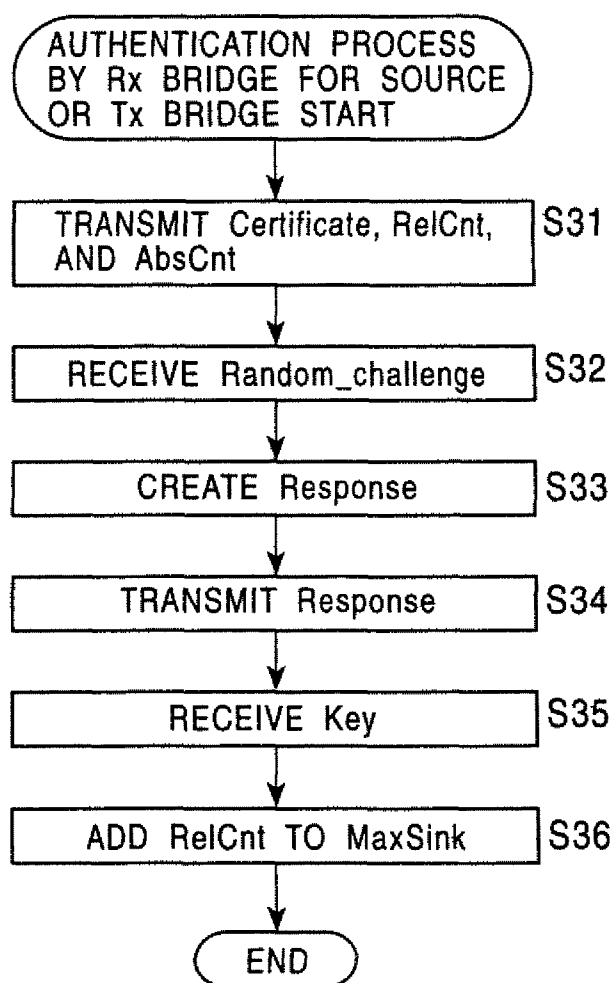 AUTHENTICATION PROCESS
BY Rx BRIDGE FOR SOURCE
OR Tx BRIDGE START
TRANSMIT Certificate, RelCnt,
AND AbsCnt
S31
RECEIVE Random_challenge
S32
CREATE Response
S33
TRANSMIT Response
S34
RECEIVE Key
S35
ADD RelCnt TO MaxSink
S36
END